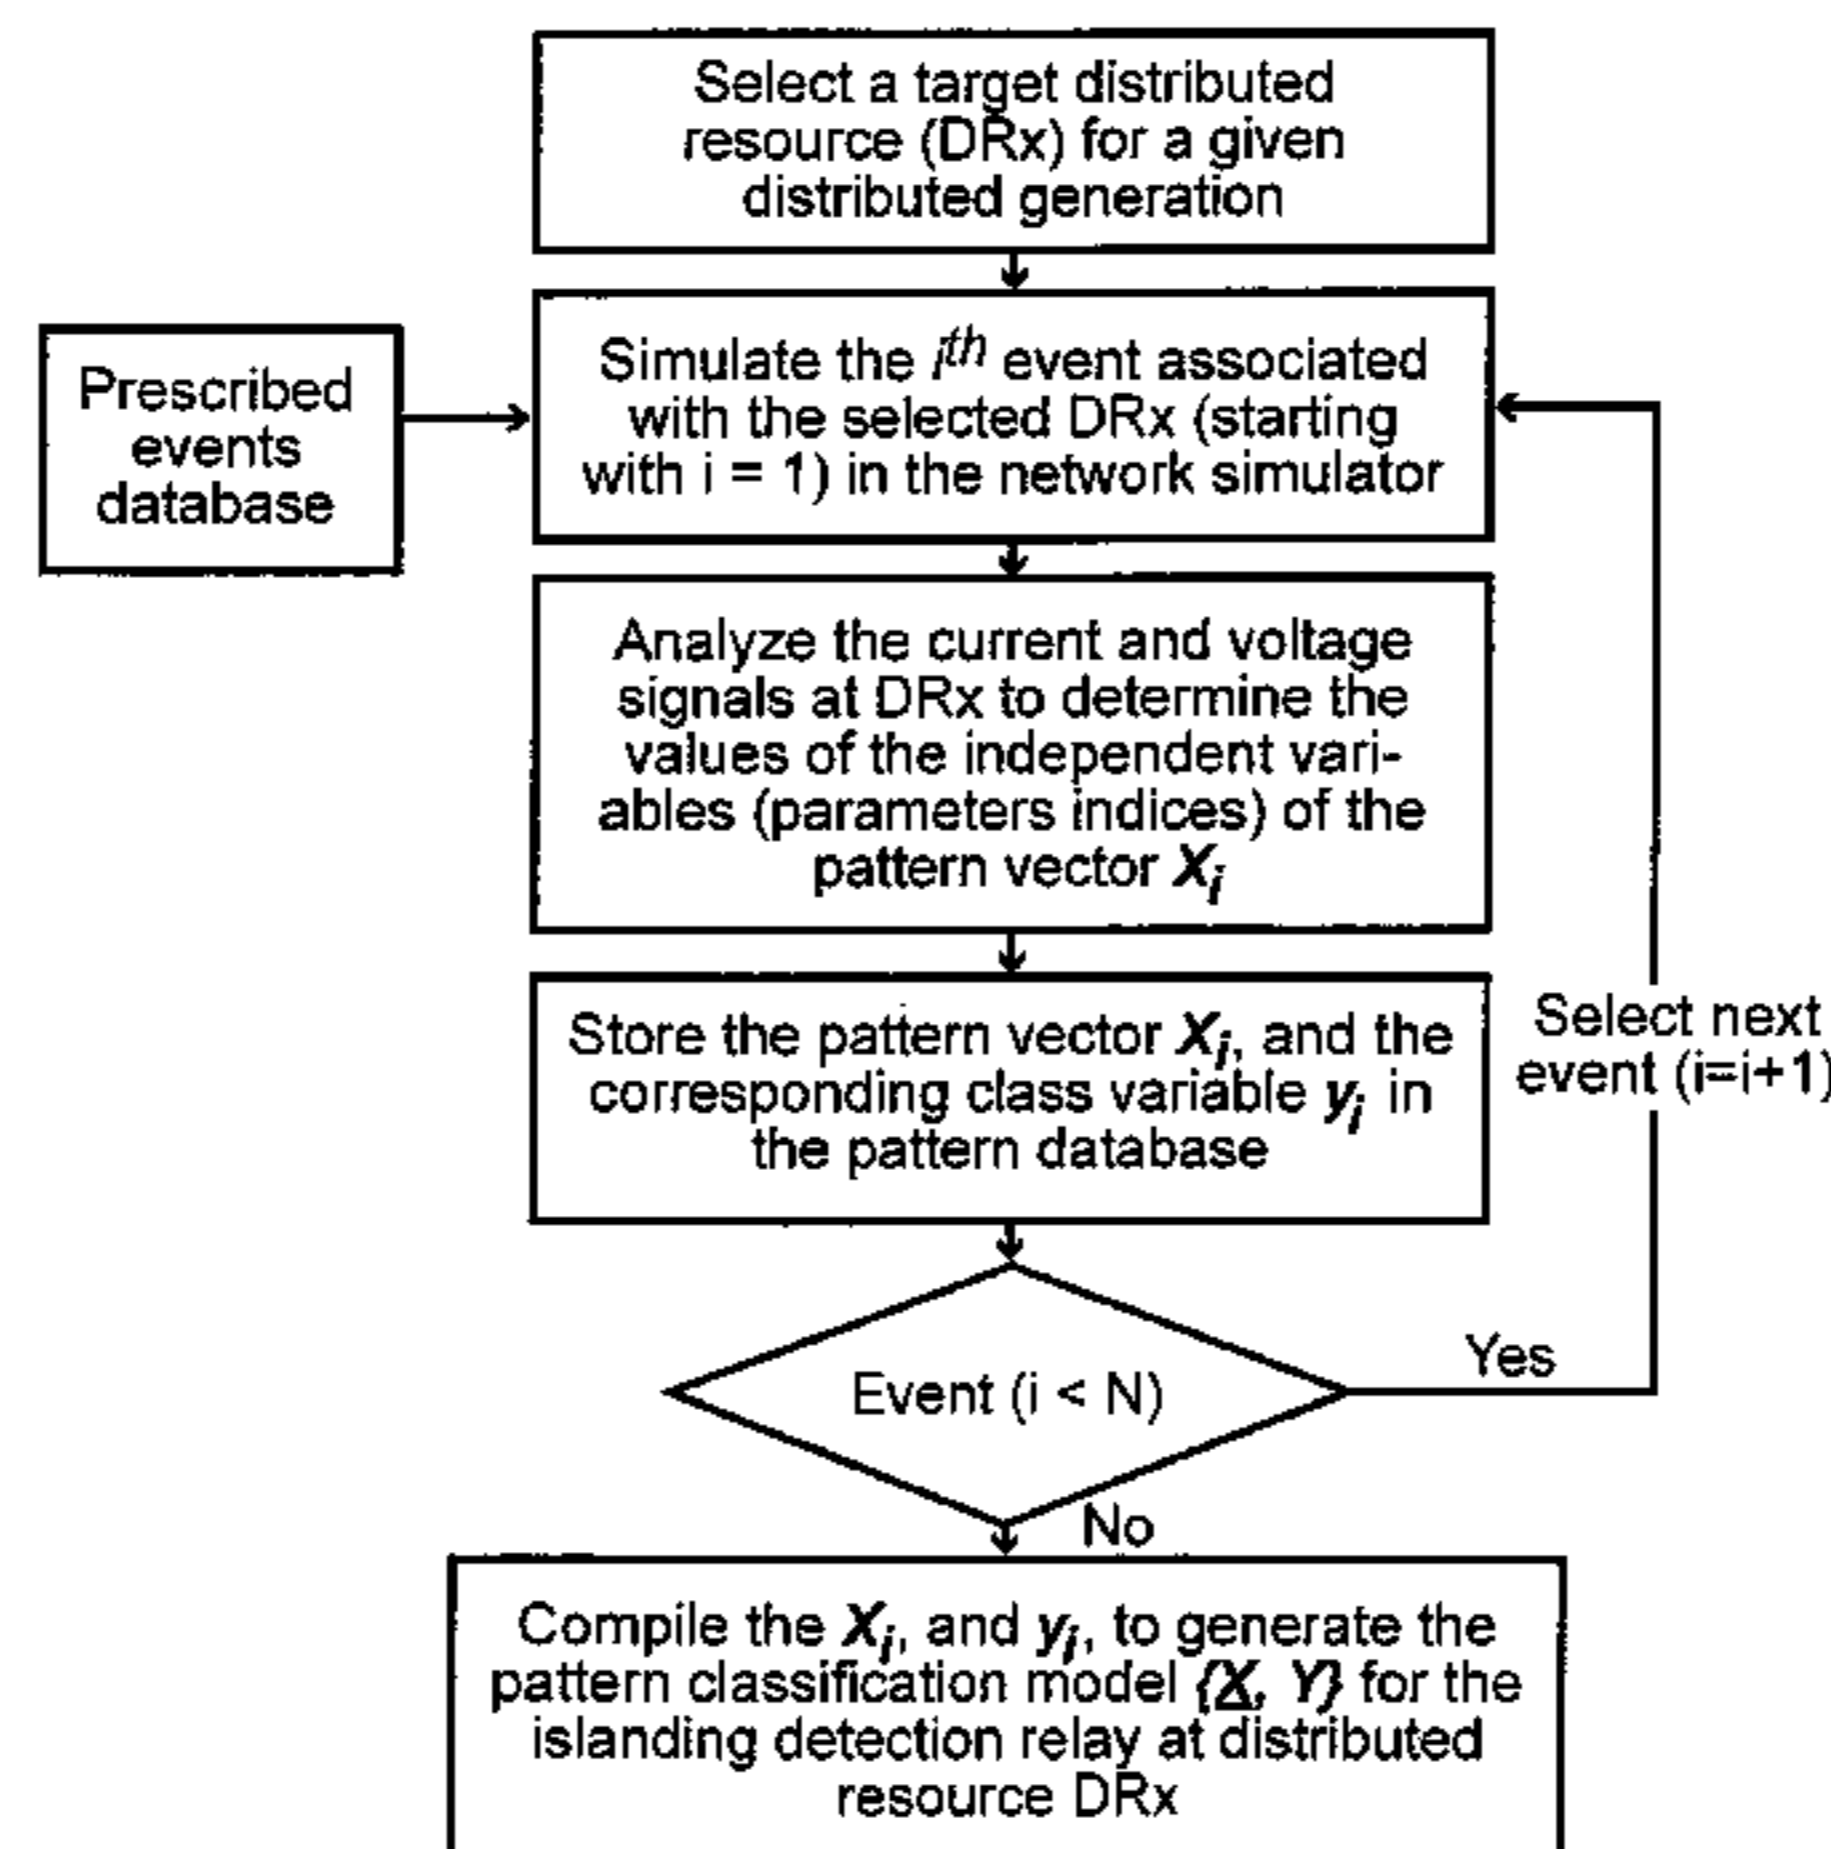 Select a target distributed
resource (DRx) for a given
distributed generation
Prescribed
events
database
Simulate the ith event associated
with the selected DRx (starting
with i = 1) in the network simulator
Analyze the current and voltage
signals at DRx to determine the
values of the independent vari-
ables (parameters indices) of the
pattern vector Xi
Store the pattern vector Xi, and the
corresponding class variable yi in
the pattern database
Select next
event (i=i+1)
Event (i < N)
Yes
No
Compile the Xi, and yi, to generate the
pattern classification model {X, Y} for the
islanding detection relay at distributed
resource DRx